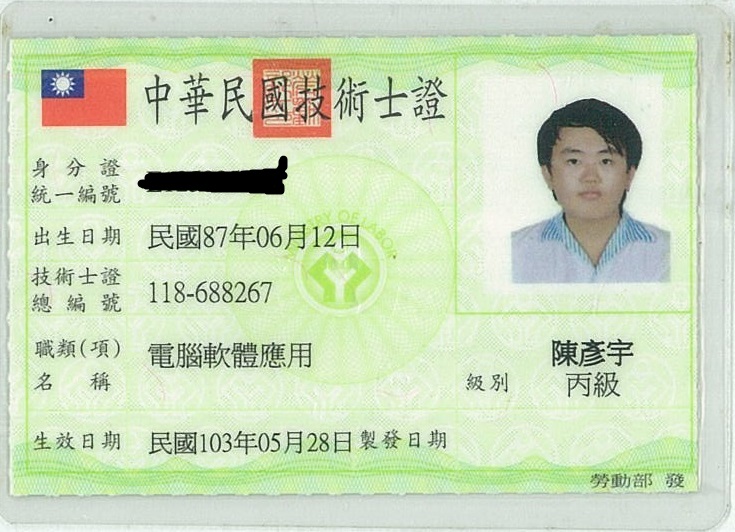 中華民國技術士證
身分證
統一編號
出生日期 民國87年06月12日
MINISTRY OF LABOR
技術士證
總編號 118-688267
職類(項)
名稱 電腦軟體應用
陳彥宇
級別 丙級
生效日期 民國103年05月28日 製發日期
勞動部 發